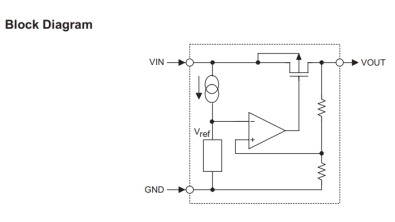 Block Diagram
VIN
VOUT
Vref
−
+
GND